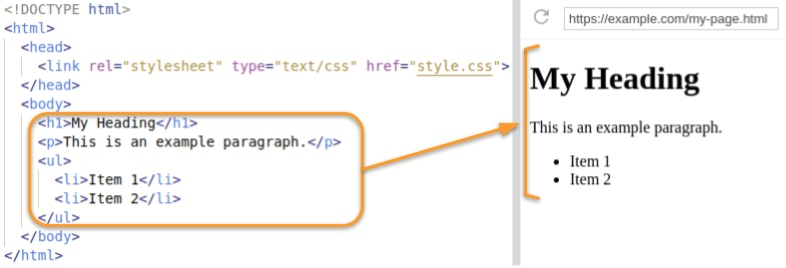 <!DOCTYPE html>
<html>
  <head>
    <link rel="stylesheet" type="text/css" href="style.css">
  </head>
  <body>
    <h1>My Heading</h1>
    <p>This is an example paragraph.</p>
    <ul>
      <li>Item 1</li>
      <li>Item 2</li>
    </ul>
  </body>
</html>
https://example.com/my-page.html
My Heading
This is an example paragraph.
• Item 1
• Item 2